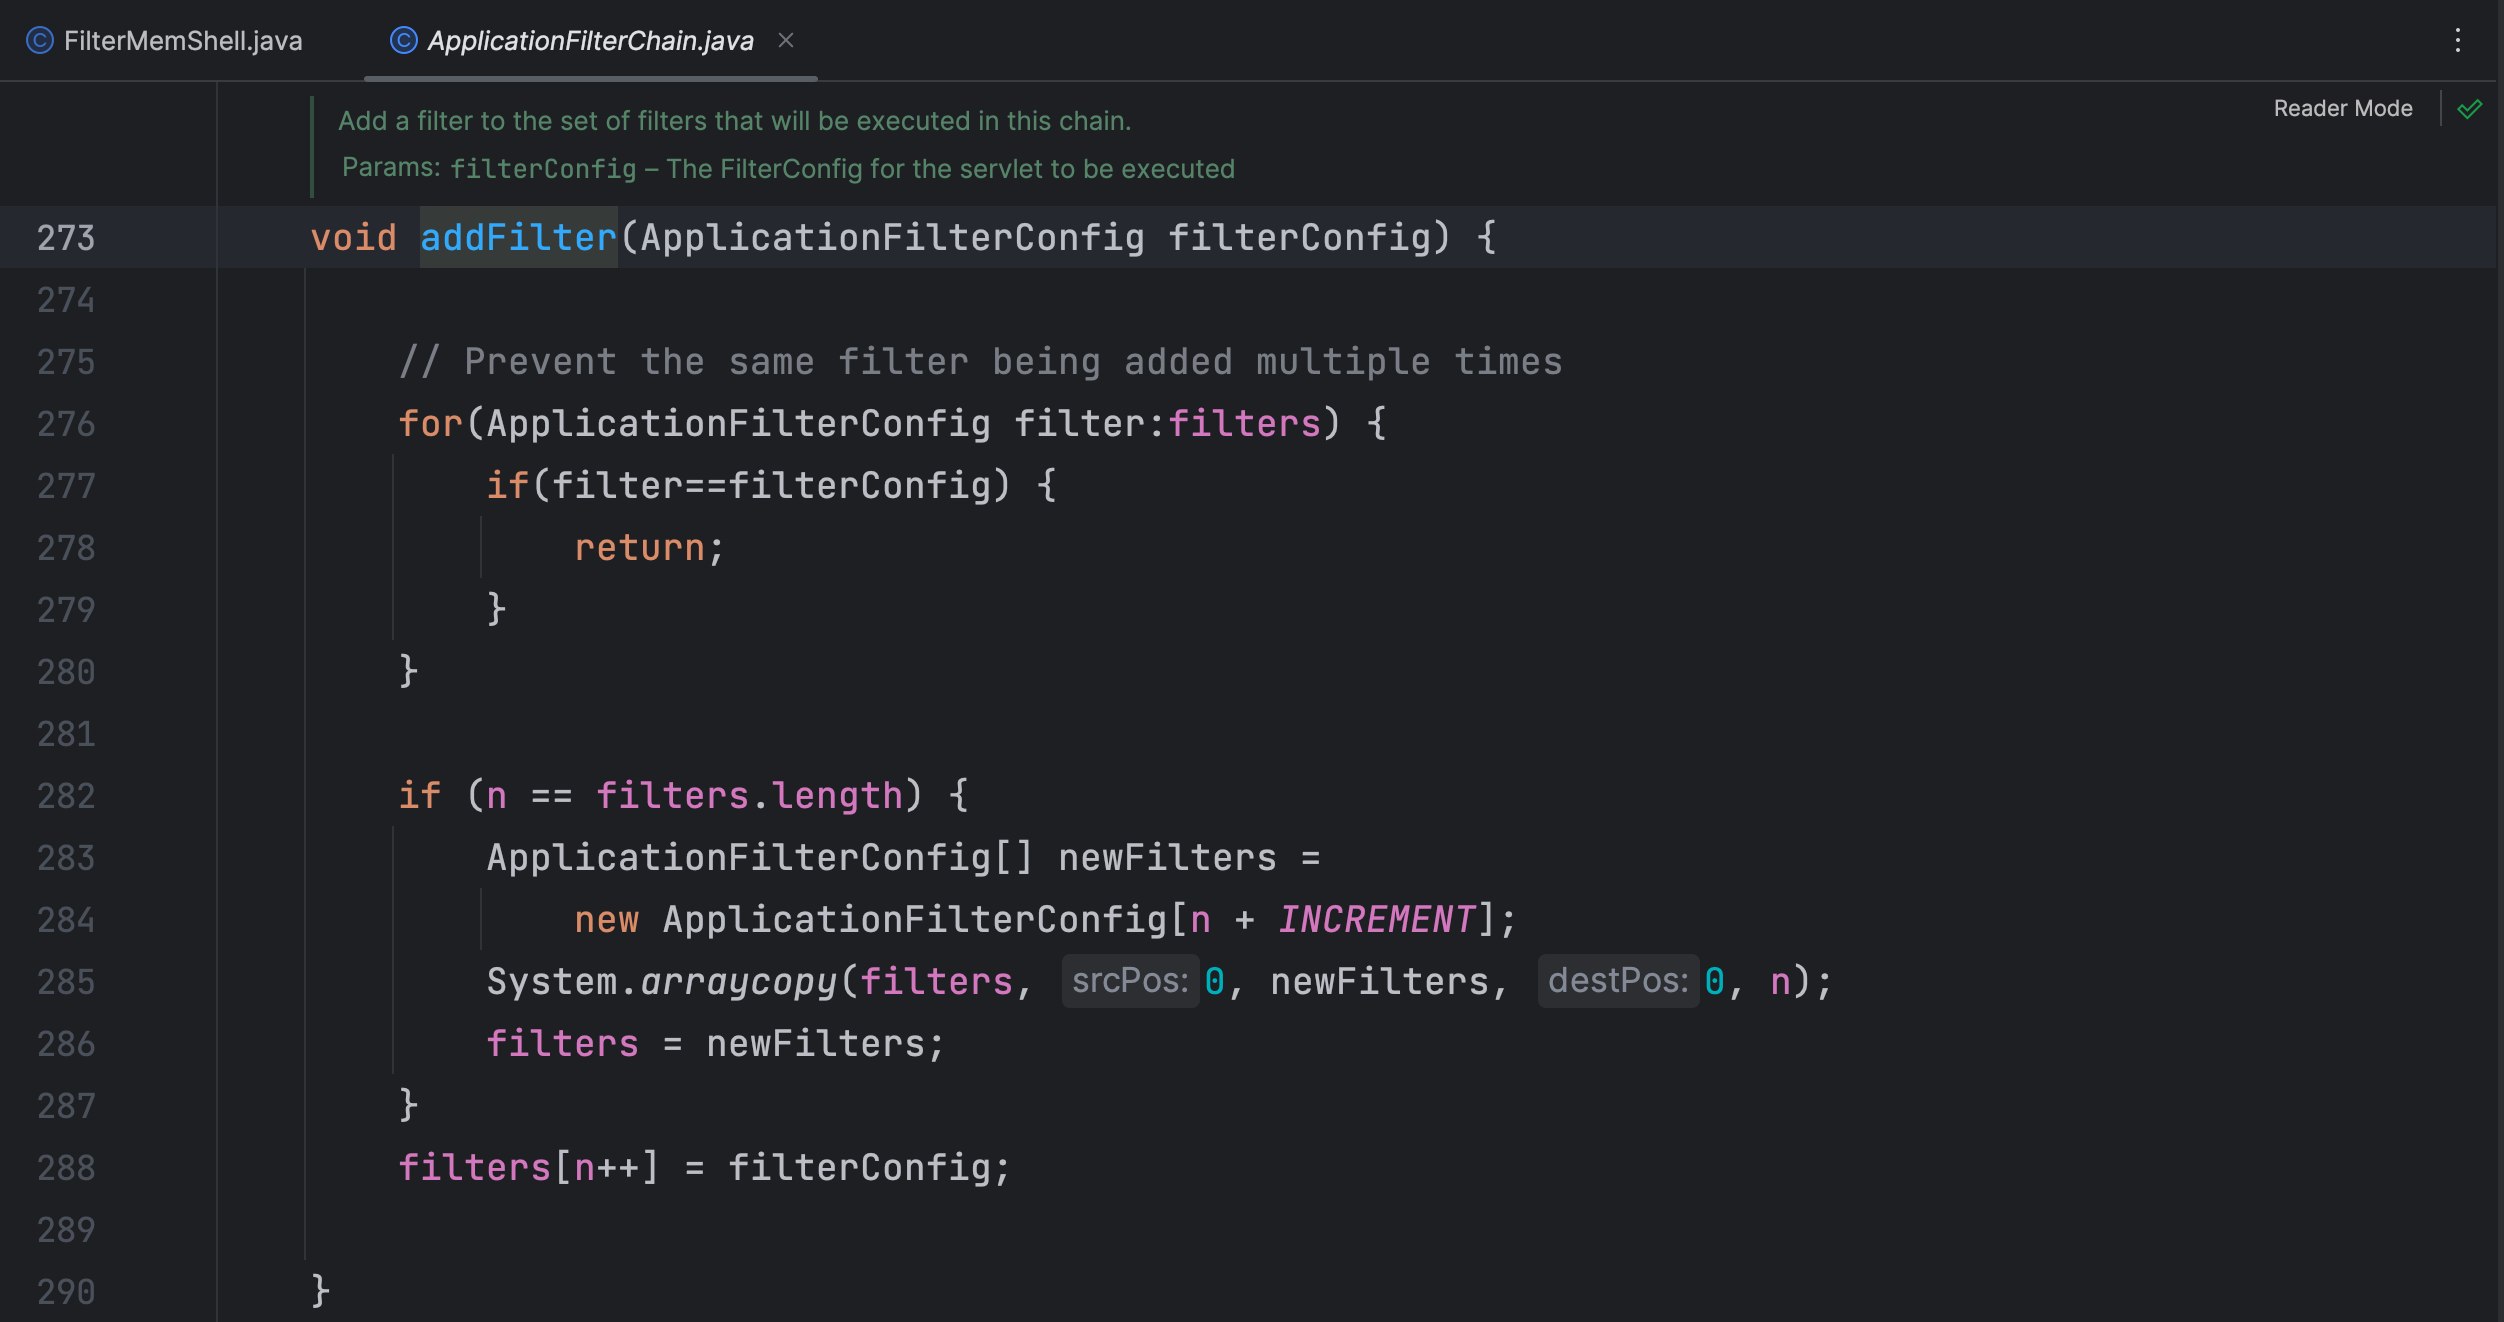 FilterMemShell.java ApplicationFilterChain.java
Reader Mode
Add a filter to the set of filters that will be executed in this chain.
Params: filterConfig – The FilterConfig for the servlet to be executed
273 void addFilter(ApplicationFilterConfig filterConfig) {
274
275 // Prevent the same filter being added multiple times
276 for(ApplicationFilterConfig filter:filters) {
277 if(filter==filterConfig) {
278 return;
279 }
280 }
281
282 if (n == filters.length) {
283 ApplicationFilterConfig[] newFilters =
284 new ApplicationFilterConfig[n + INCREMENT];
285 System.arraycopy(filters, srcPos: 0, newFilters, destPos: 0, n);
286 filters = newFilters;
287 }
288 filters[n++] = filterConfig;
289
290 }